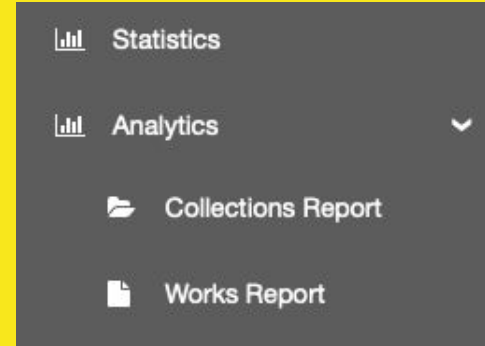 Statistics
Analytics
Collections Report
Works Report